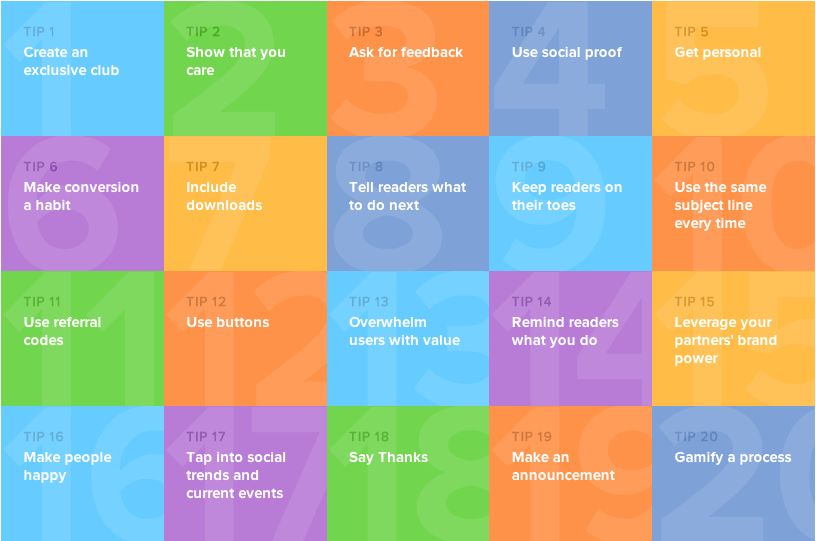 TIP 1
Create an
exclusive club
TIP 2
Show that you
care
TIP 3
Ask for feedback
TIP 4
Use social proof
TIP 5
Get personal
TIP 6
Make conversion
a habit
TIP 7
Include
downloads
TIP 8
Tell readers what
to do next
TIP 9
Keep readers on
their toes
TIP 10
Use the same
subject line
every time
TIP 11
Use referral
codes
TIP 12
Use buttons
TIP 13
Overwhelm
users with value
TIP 14
Remind readers
what you do
TIP 15
Leverage your
partners' brand
power
TIP 16
Make people
happy
TIP 17
Tap into social
trends and
current events
TIP 18
Say Thanks
TIP 19
Make an
announcement
TIP 20
Gamify a process